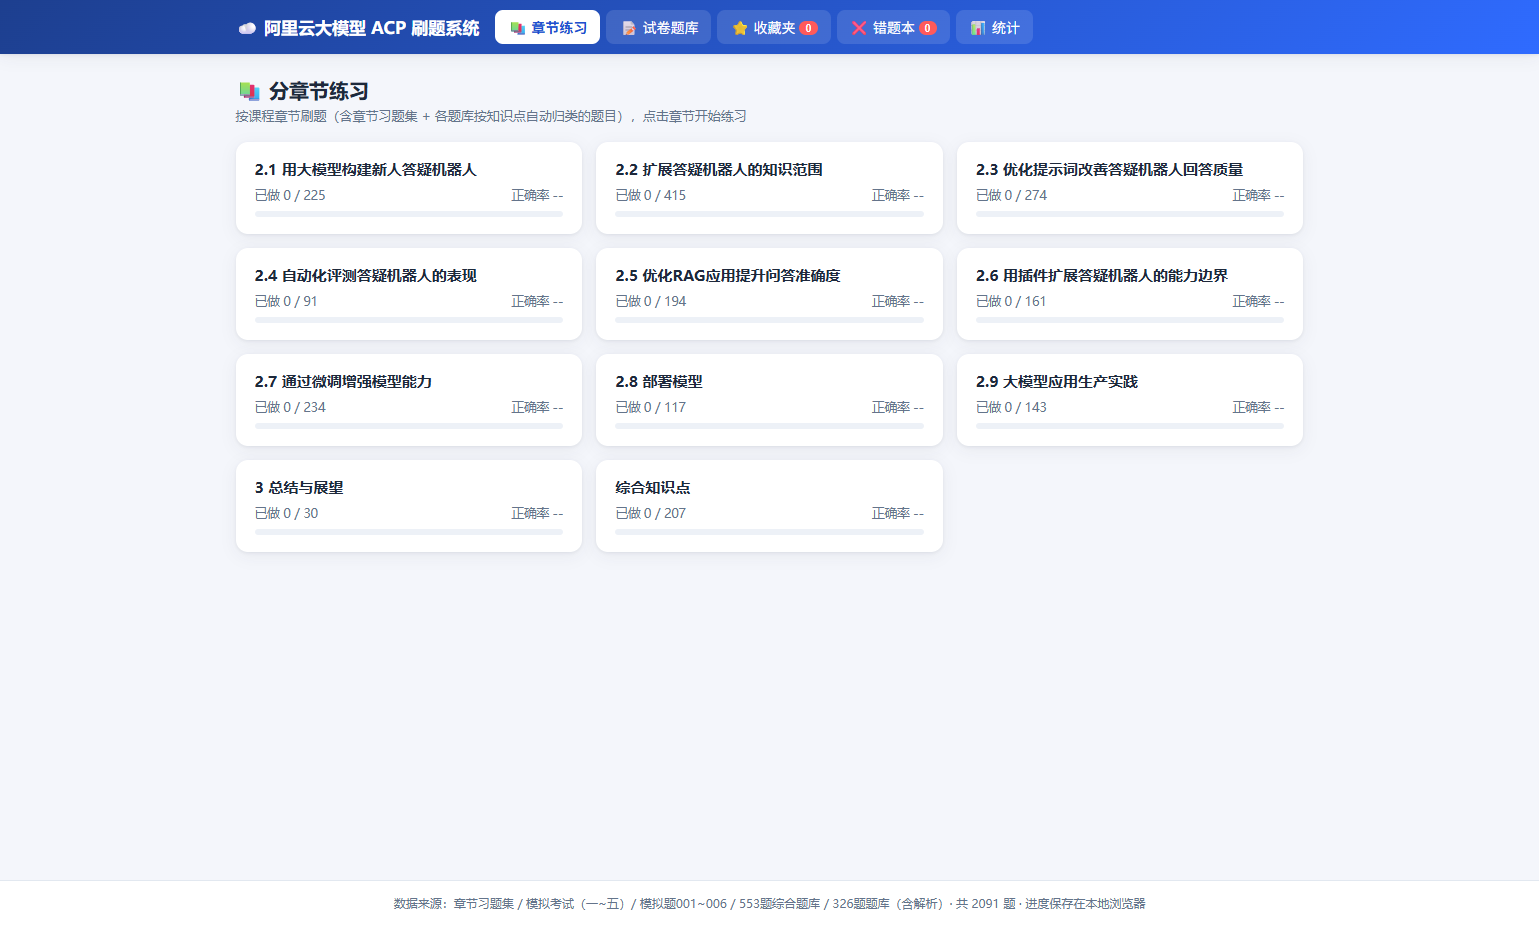 阿里云大模型 ACP 刷题系统
章节练习
试卷题库
收藏夹 0
错题本 0
统计
分章节练习
按课程章节刷题（含章节习题集 + 各题库按知识点自动归类的题目），点击章节开始练习
2.1 用大模型构建新人答疑机器人
已做 0 / 225
正确率 --
2.2 扩展答疑机器人的知识范围
已做 0 / 415
正确率 --
2.3 优化提示词改善答疑机器人回答质量
已做 0 / 274
正确率 --
2.4 自动化评测答疑机器人的表现
已做 0 / 91
正确率 --
2.5 优化RAG应用提升问答准确度
已做 0 / 194
正确率 --
2.6 用插件扩展答疑机器人的能力边界
已做 0 / 161
正确率 --
2.7 通过微调增强模型能力
已做 0 / 234
正确率 --
2.8 部署模型
已做 0 / 117
正确率 --
2.9 大模型应用生产实践
已做 0 / 143
正确率 --
3 总结与展望
已做 0 / 30
正确率 --
综合知识点
已做 0 / 207
正确率 --
数据来源：章节习题集 / 模拟考试（一~五）/ 模拟题001~006 / 553题综合题库 / 326题题库（含解析）· 共 2091 题 · 进度保存在本地浏览器